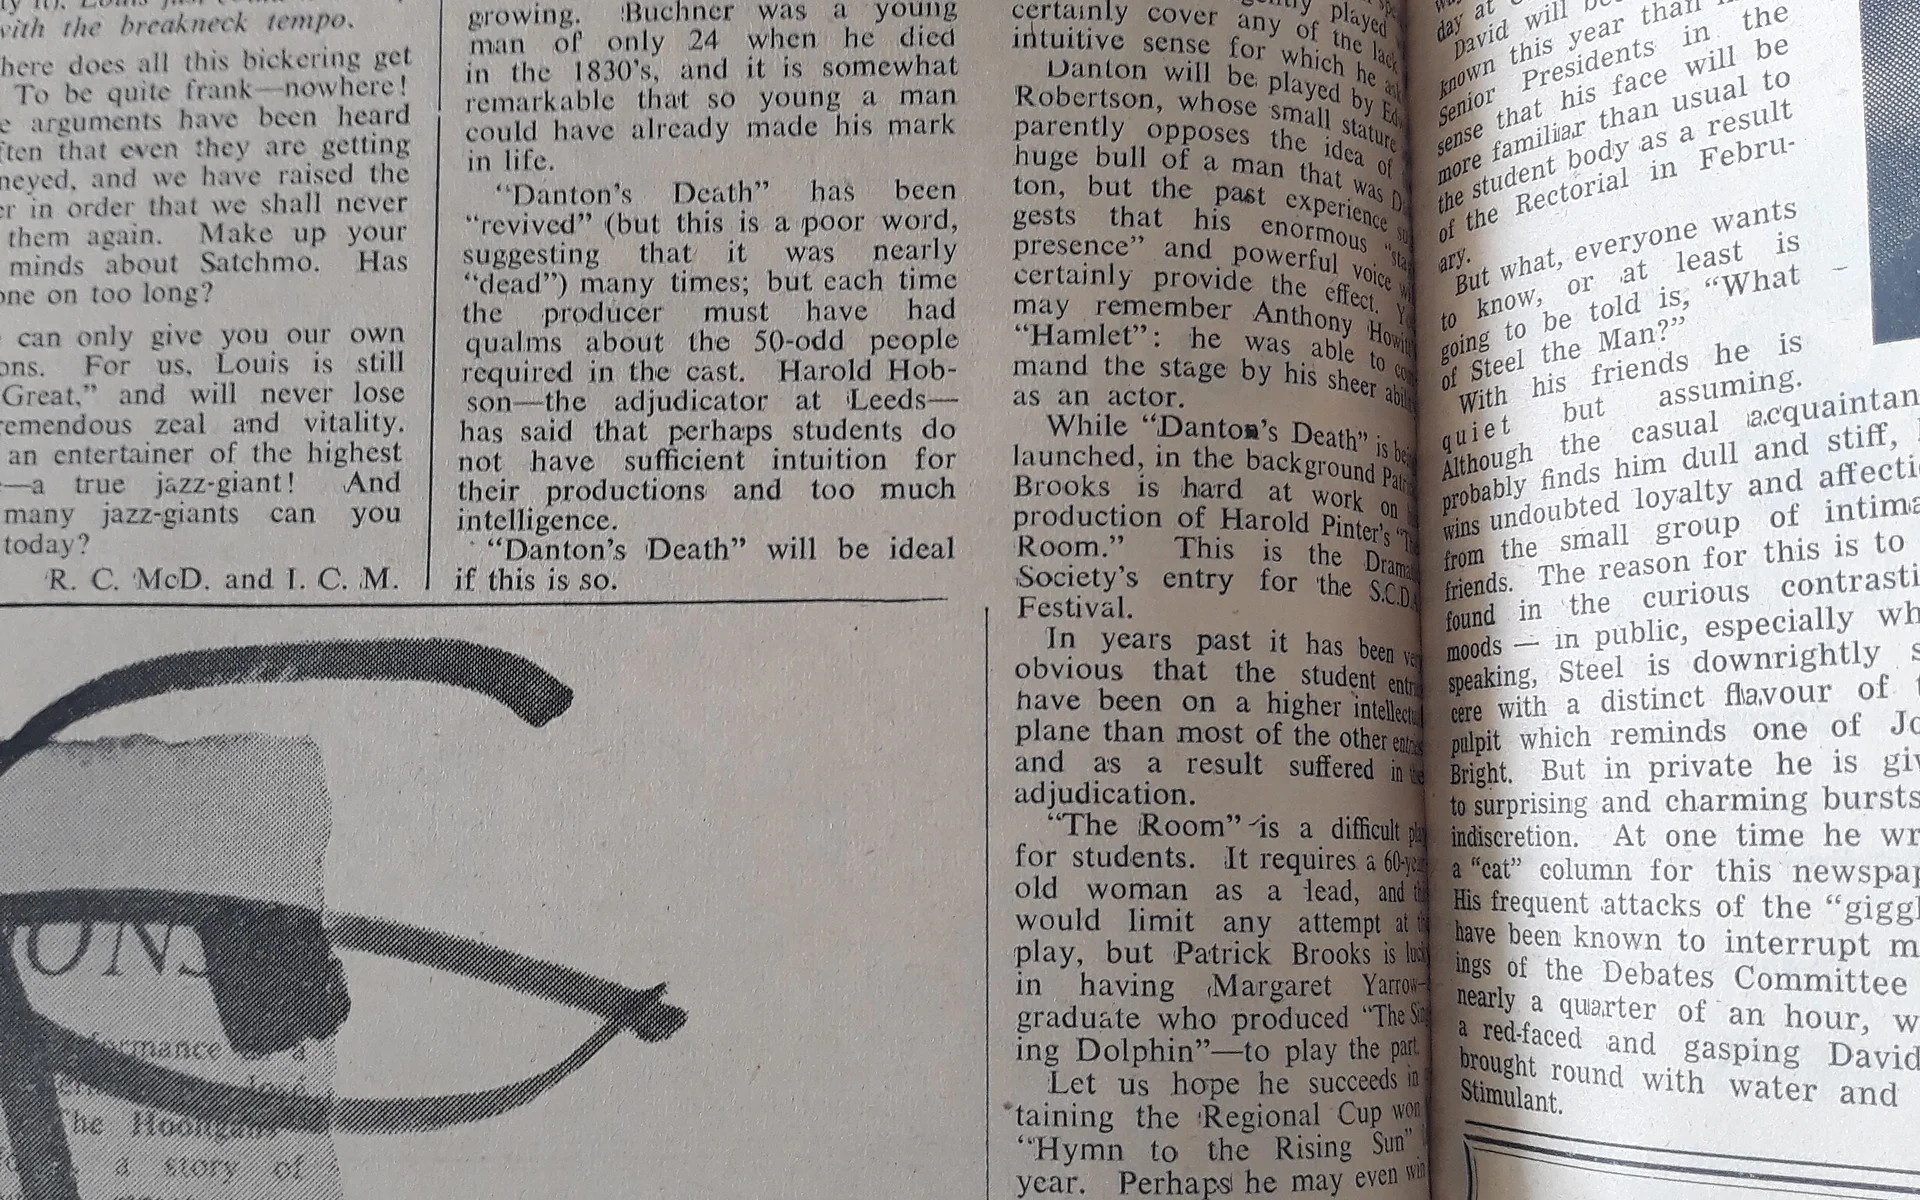 with the breakneck tempo.
here does all this bickering get
To be quite frank—nowhere!
arguments have been heard
ten that even they are getting
neyed, and we have raised the
er in order that we shall never
them again. Make up your
minds about Satchmo. Has
one on too long?
can only give you our own
ons. For us, Louis is still
Great," and will never lose
remendous zeal and vitality.
an entertainer of the highest
—a true jazz-giant! And
many jazz-giants can you
today?
R. C. McD. and I. C. M.
growing. Buchner was a young
man of only 24 when he died
in the 1830's, and it is somewhat
remarkable that so young a man
could have already made his mark
in life.
"Danton's Death" has been
"revived" (but this is a poor word,
suggesting that it was nearly
"dead") many times; but each time
the producer must have had
qualms about the 50-odd people
required in the cast. Harold Hob-
son—the adjudicator at Leeds—
has said that perhaps students do
not have sufficient intuition for
their productions and too much
intelligence.
"Danton's Death" will be ideal
if this is so.
ONS
formance
a
The Hooligans
a story of
played
certainly cover any of the lack
intuitive sense for which he
Danton will be played by
Robertson, whose small stature
parently opposes the idea of
huge bull of a man that was
ton, but the past experience
gests that his enormous
presence" and powerful voice
certainly provide the effect.
may remember Anthony
"Hamlet": he was able to
mand the stage by his sheer
as an actor.
While "Danton's Death" is
launched, in the background
Brooks is hard at work on
production of Harold Pinter's
Room." This is the
Society's entry for the S.C.D.
Festival.
In years past it has been
obvious that the student
have been on a higher
plane than most of the other
and as a result suffered in
adjudication.
"The Room" is a difficult
for students. It requires a
old woman as a lead, and
would limit any attempt at
play, but Patrick Brooks is
in having Margaret Yarrow—
graduate who produced "The
ing Dolphin"—to play the part.
Let us hope he succeeds in
taining the Regional Cup won
"Hymn to the Rising Sun"
year. Perhaps he may even win
day at
David will
known this year than
Senior Presidents in the
sense that his face will be
more familiar than usual to
the student body as a result
of the Rectorial in Febru-
ary.
But what, everyone wants
to know, or at least is
going to be told is, "What
of Steel the Man?"
With his friends he is
quiet but assuming.
Although the casual acquaintan
probably finds him dull and stiff,
wins undoubted loyalty and affecti
from the small group of intima
friends. The reason for this is to
found in the curious contrasti
moods — in public, especially wh
speaking, Steel is downrightly s
cere with a distinct flavour of
pulpit which reminds one of Jo
Bright. But in private he is giv
to surprising and charming bursts
indiscretion. At one time he wr
a "cat" column for this newspap
His frequent attacks of the "giggl
have been known to interrupt m
ings of the Debates Committee
nearly a quarter of an hour, w
a red-faced and gasping David
brought round with water and
Stimulant.